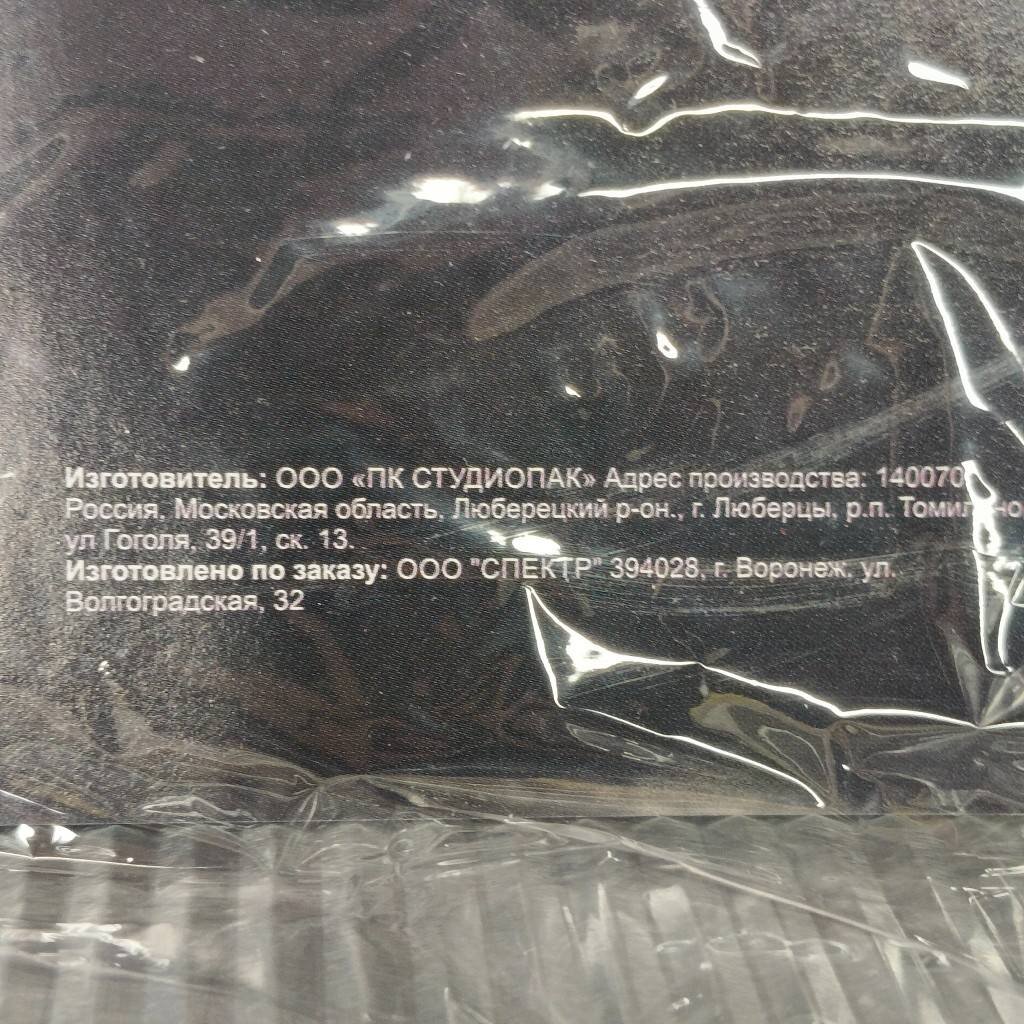 Изготовитель: ООО «ПК СТУДИОПАК» Адрес производства: 140070
Россия, Московская область, Люберецкий р-он., г. Люберцы, р.п.
ул Гоголя, 39/1, ск. 13.
Изготовлено по заказу: ООО "СПЕКТР" 394028, г. Воронеж, ул.
Волгоградская, 32